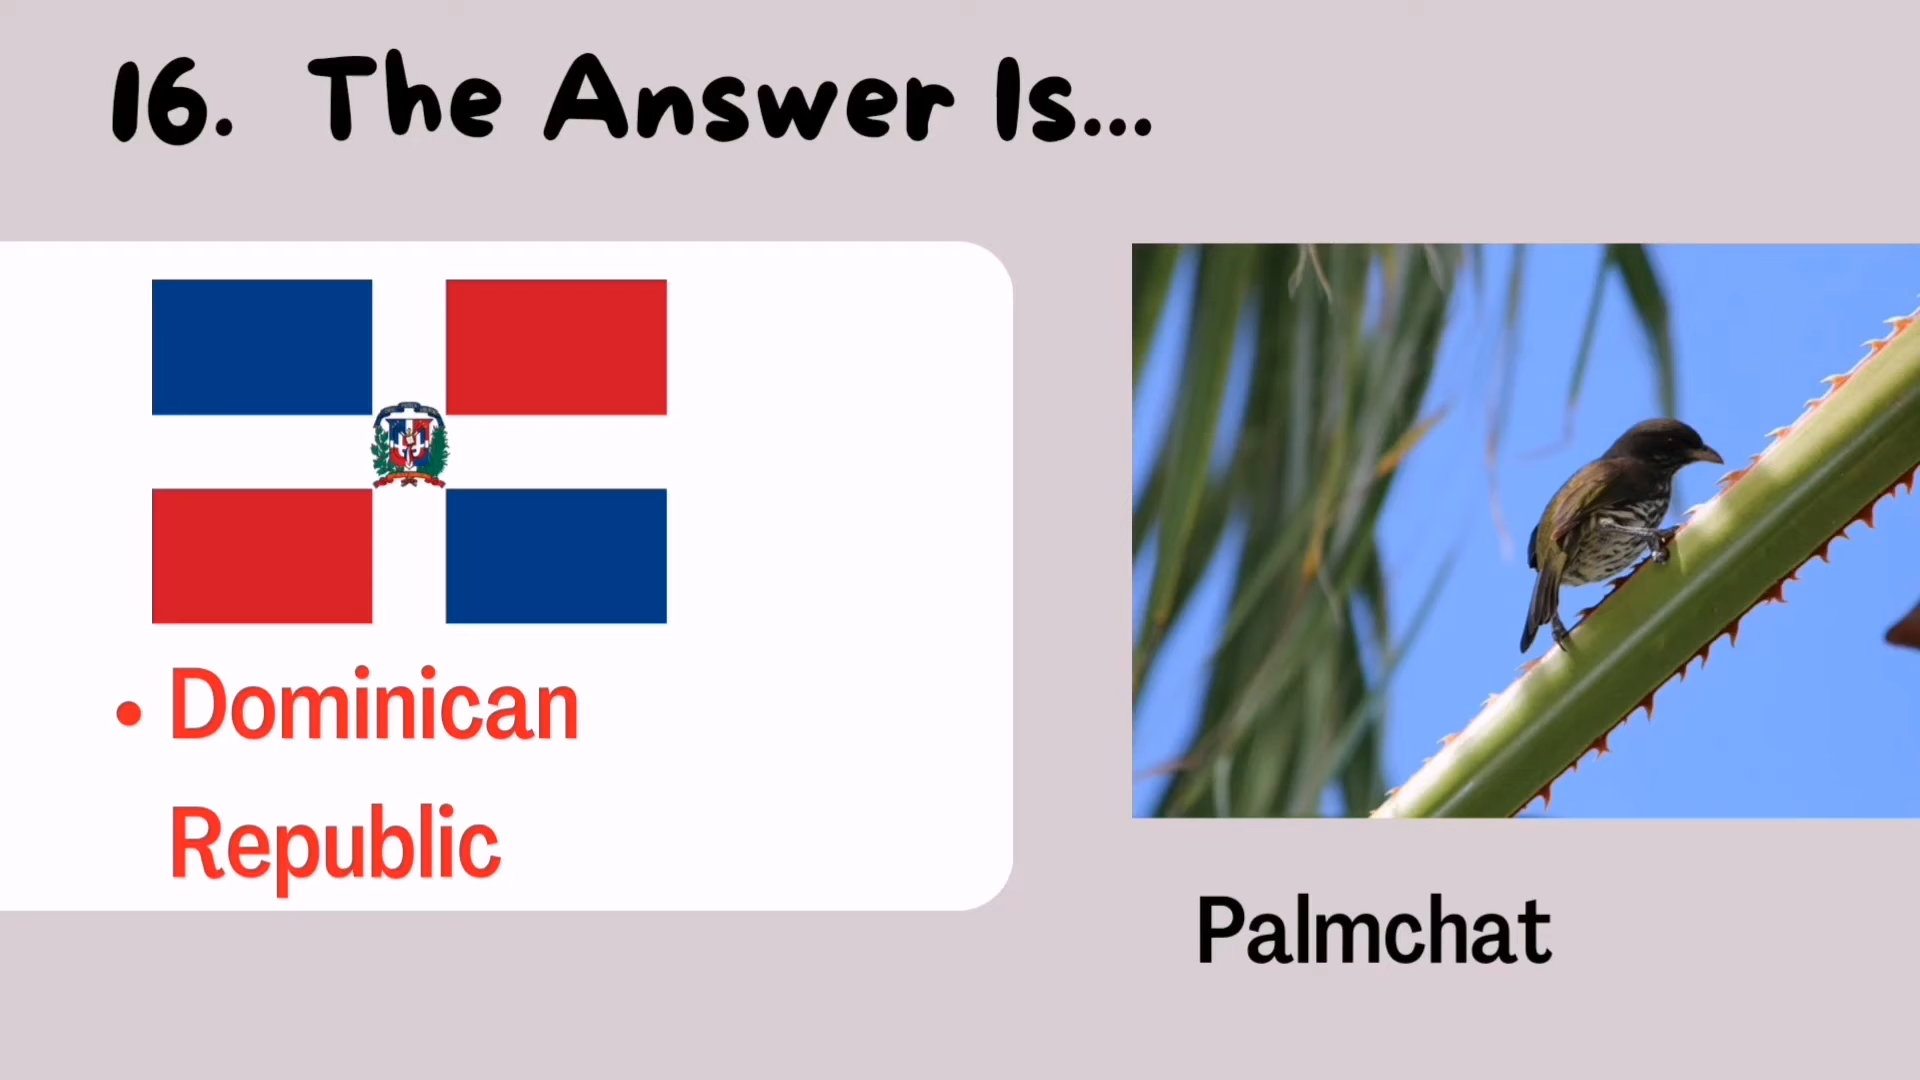 16. The Answer Is...
• Dominican
Republic
Palmchat